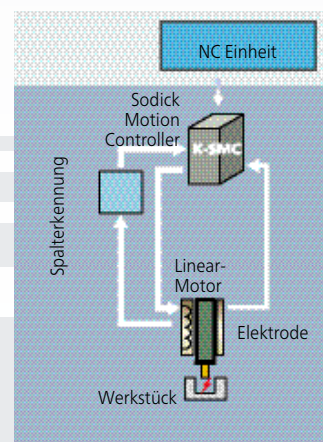 NC Einheit
Sodick
Motion
Controller
K-SMC
Spalterkennung
Linear-
Motor
Elektrode
Werkstück